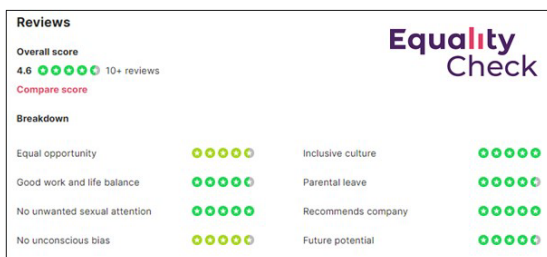 Reviews
Equality
Check
Overall score
4.6 10+ reviews
Compare score
Breakdown
Equal opportunity
Inclusive culture
Good work and life balance
Parental leave
No unwanted sexual attention
Recommends company
No unconscious bias
Future potential